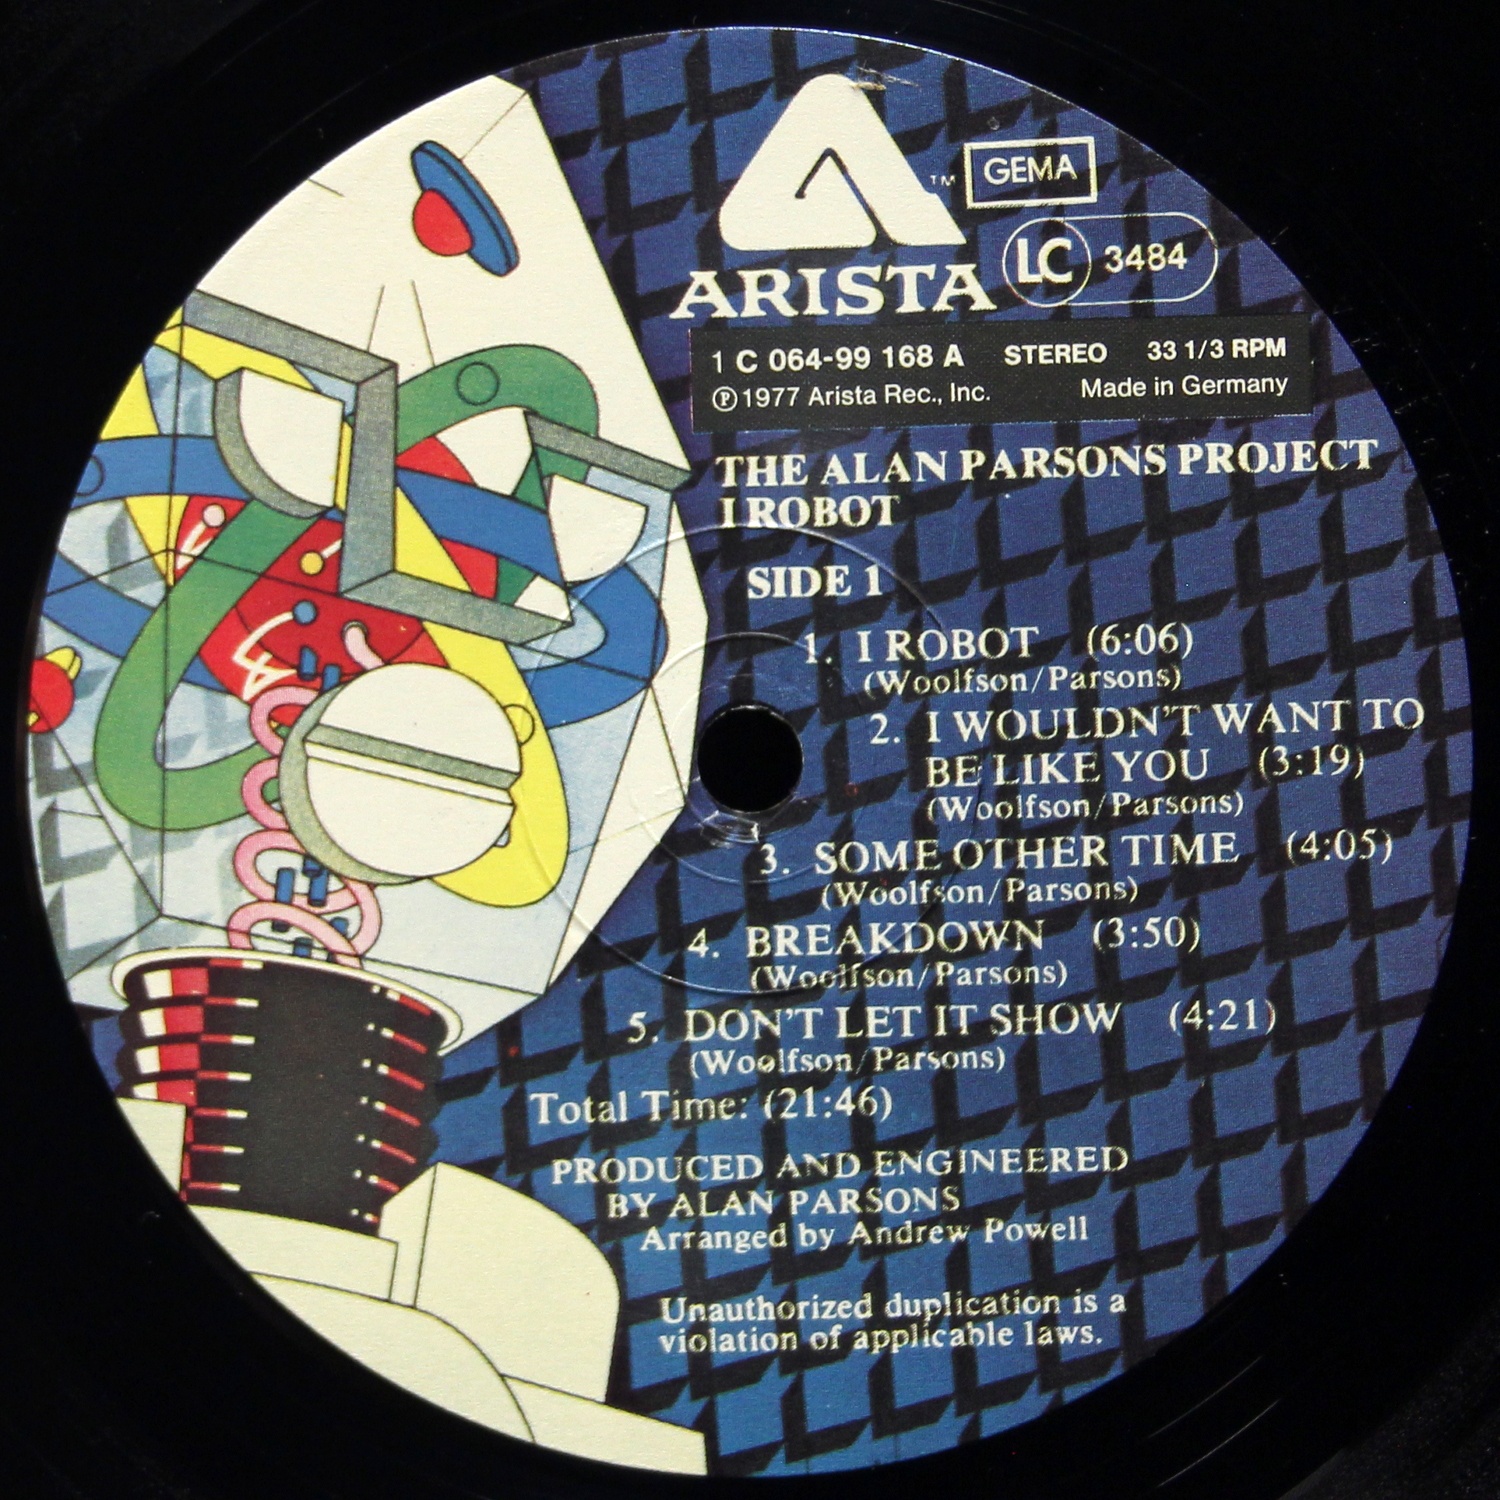 ARISTA
TM
GEMA
LC 3484
1 C 064-99 168 A STEREO 33 1/3 RPM
Ⓟ 1977 Arista Rec., Inc. Made in Germany
THE ALAN PARSONS PROJECT
I ROBOT
SIDE 1
1. I ROBOT (6:06)
(Woolfson/Parsons)
2. I WOULDN'T WANT TO
BE LIKE YOU (3:19)
(Woolfson/Parsons)
3. SOME OTHER TIME (4:05)
(Woolfson/Parsons)
4. BREAKDOWN (3:50)
(Woolfson/Parsons)
5. DON'T LET IT SHOW (4:21)
(Woolfson/Parsons)
Total Time: (21:46)
PRODUCED AND ENGINEERED
BY ALAN PARSONS
Arranged by Andrew Powell
Unauthorized duplication is a
violation of applicable laws.